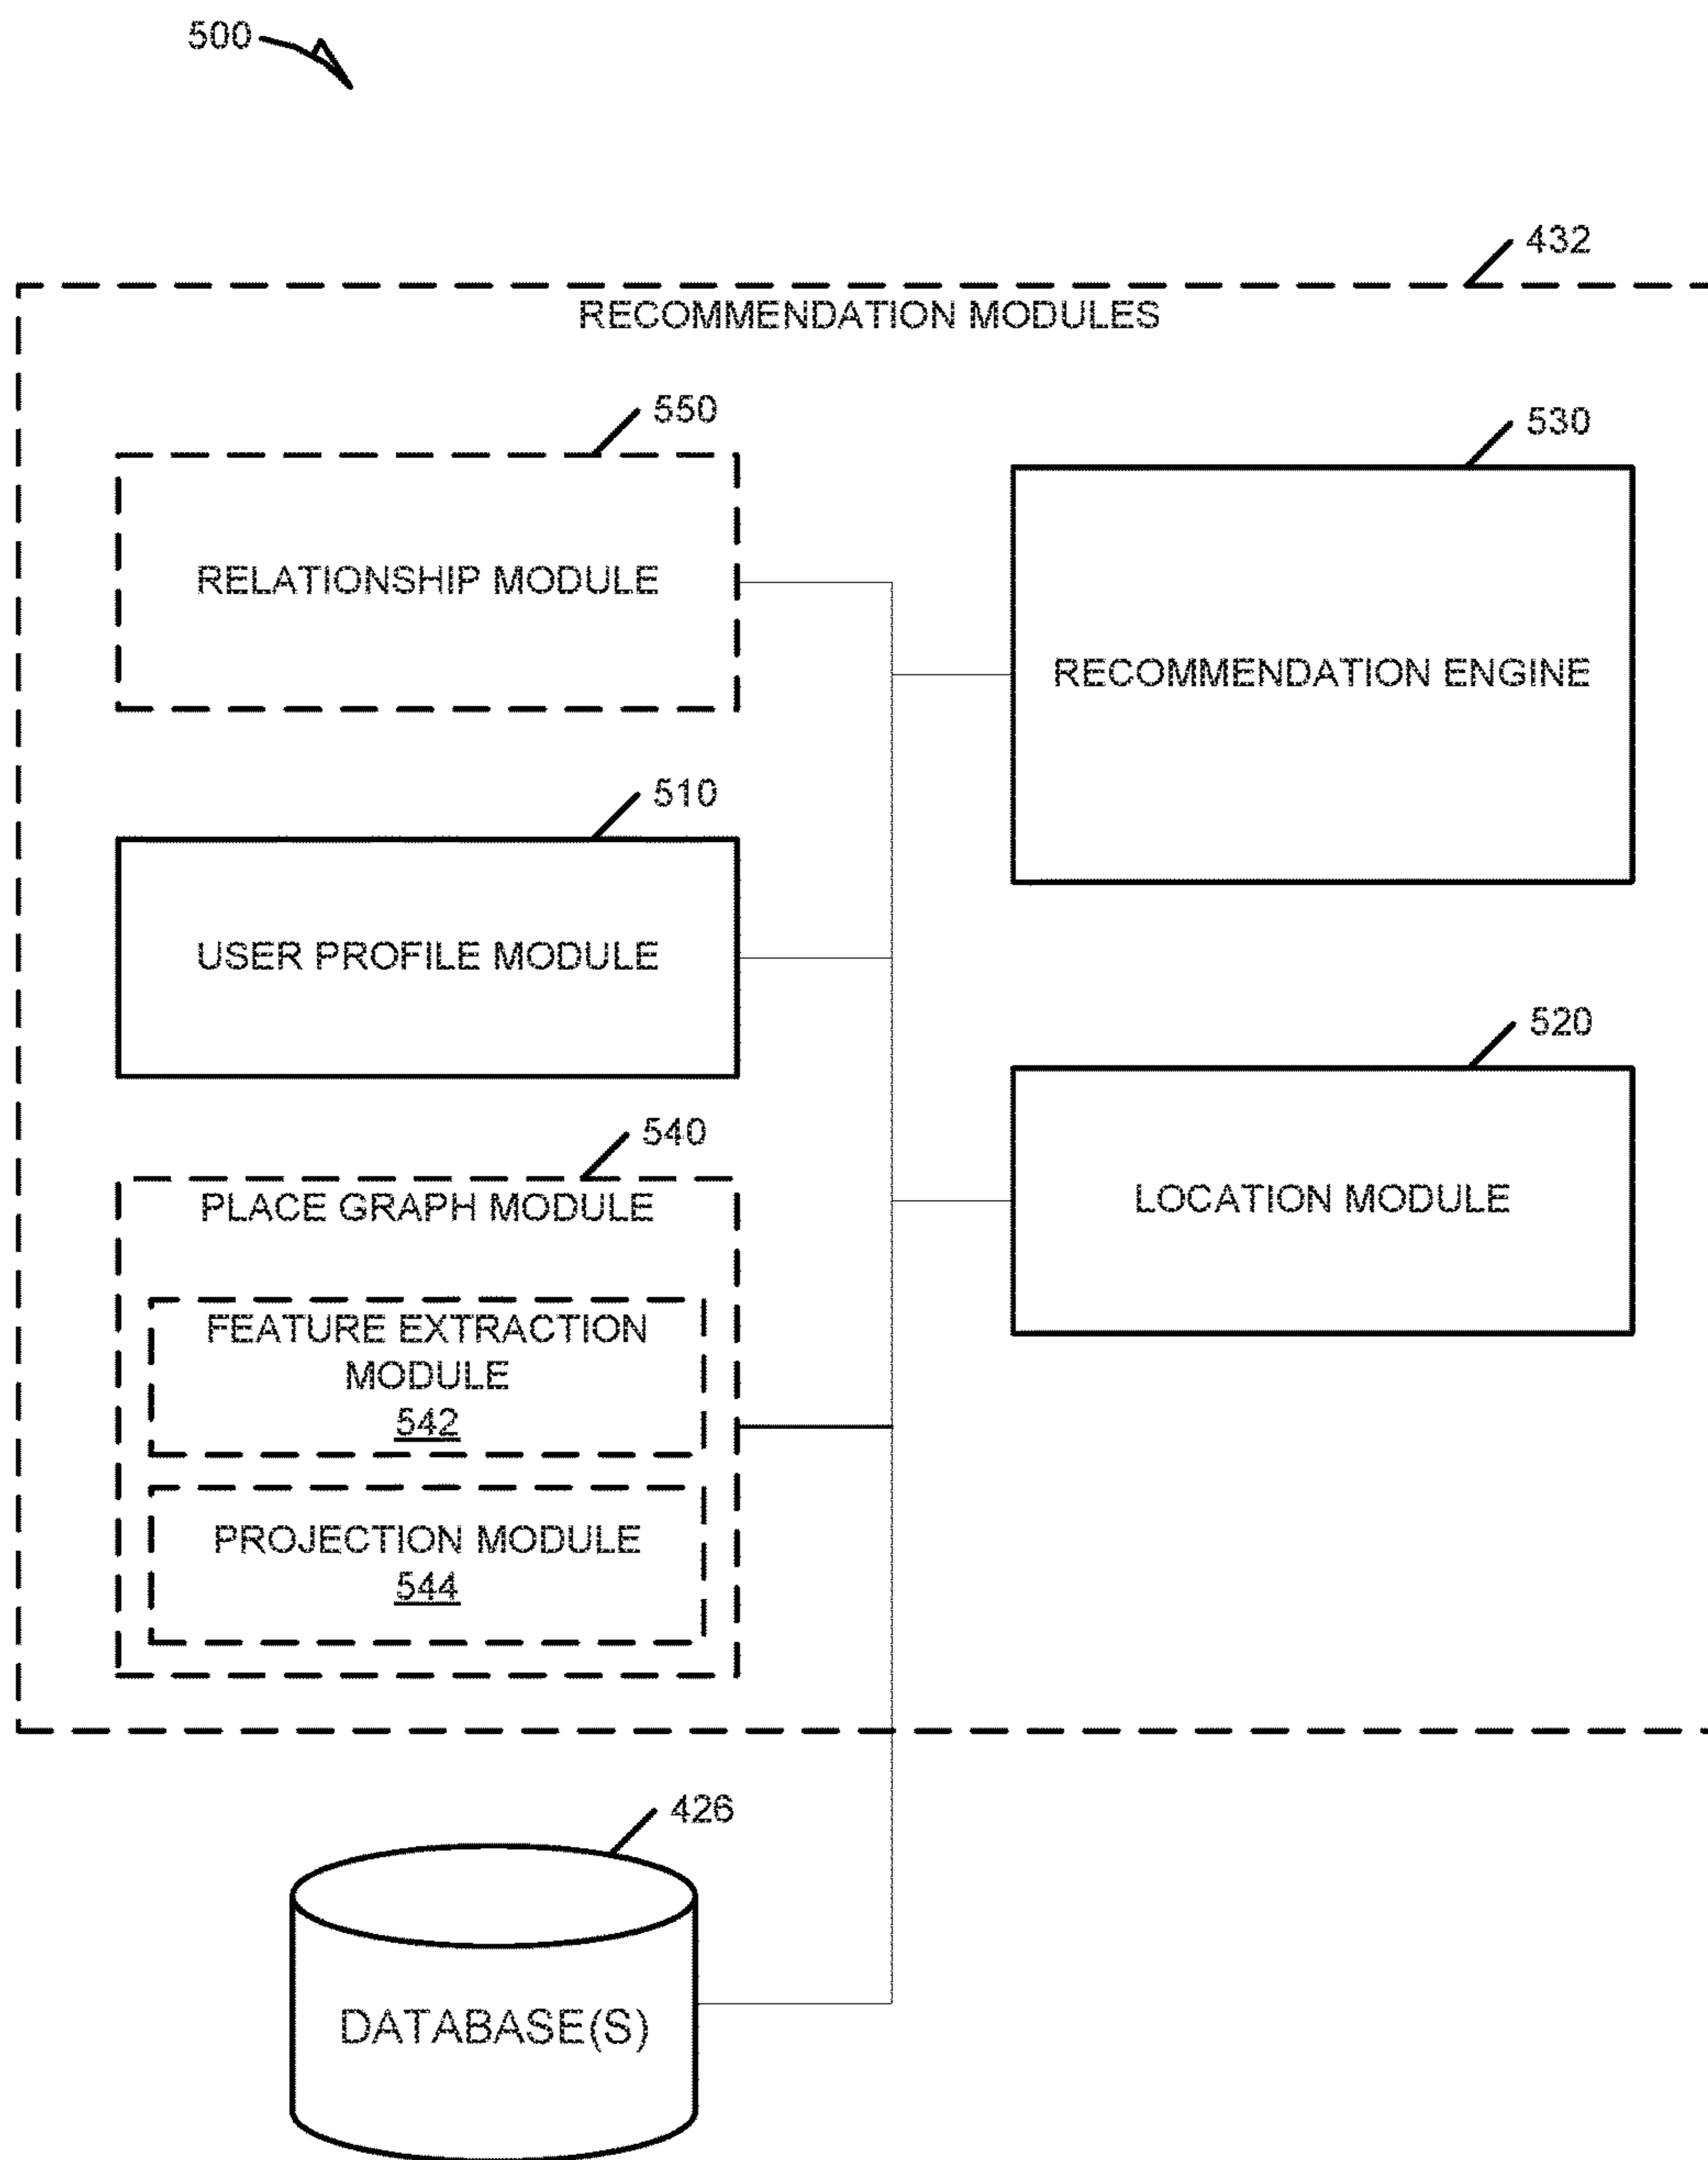 500
432
RECOMMENDATION MODULES
550
530
RELATIONSHIP MODULE
RECOMMENDATION ENGINE
510
USER PROFILE MODULE
520
LOCATION MODULE
540
PLACE GRAPH MODULE
FEATURE EXTRACTION
MODULE
542
PROJECTION MODULE
544
426
DATABASE(S)